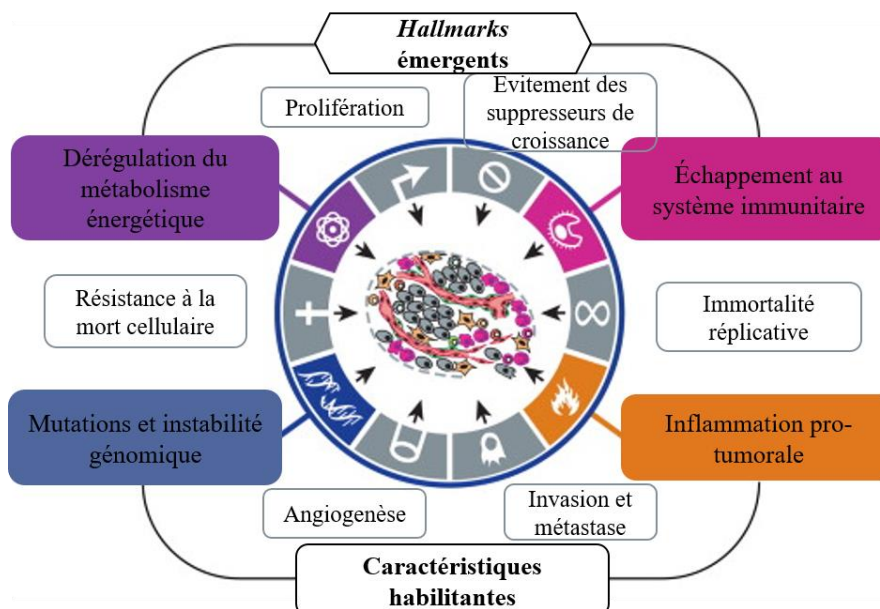 Hallmarks
émergents
Prolifération
Evitement des
suppresseurs de
croissance
Dérégulation du
métabolisme
énergétique
Échappement au
système immunitaire
Résistance à la
mort cellulaire
Immortalité
réplicative
Mutations et instabilité
génomique
Inflammation pro-
tumorale
Angiogenèse
Invasion et
métastase
Caractéristiques
habilitantes